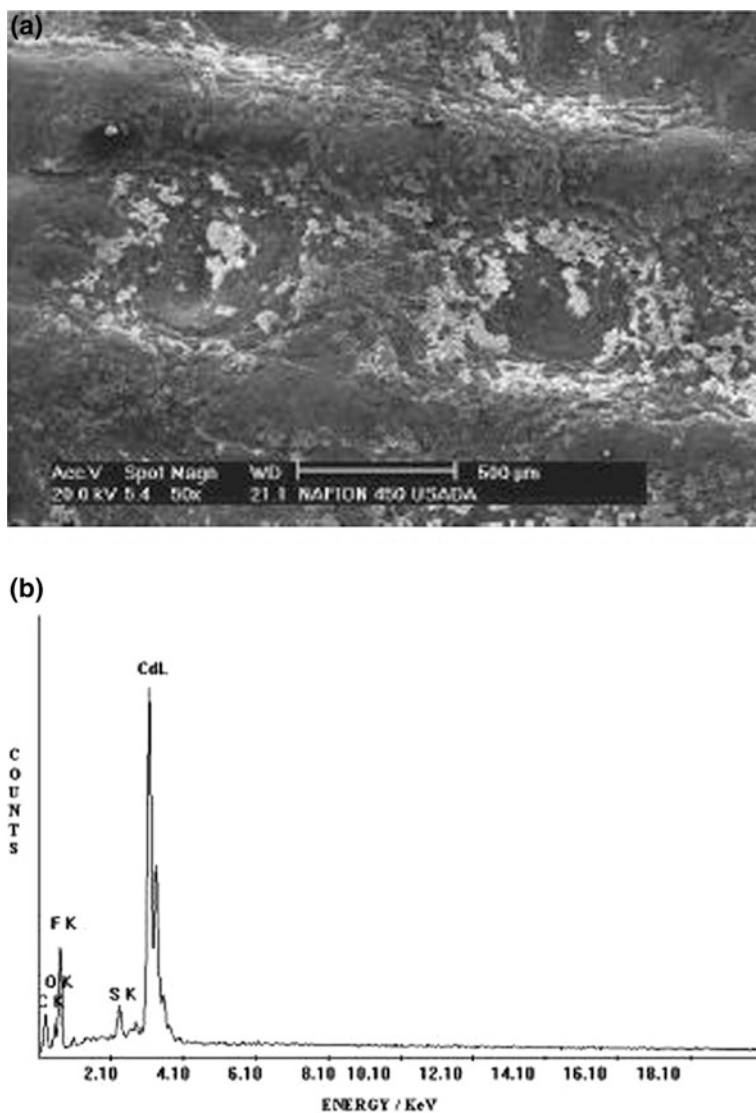 (a)
Acc.V Spot Magn WD 500 µm
20.0 kV 5.4 50x 21.1 NAFION 450 USADA
(b)
CdL
COUNTS
F K
O K
C K
S K
2.10 4.10 6.10 8.10 10.10 12.10 14.10 16.10 18.10
ENERGY / KeV